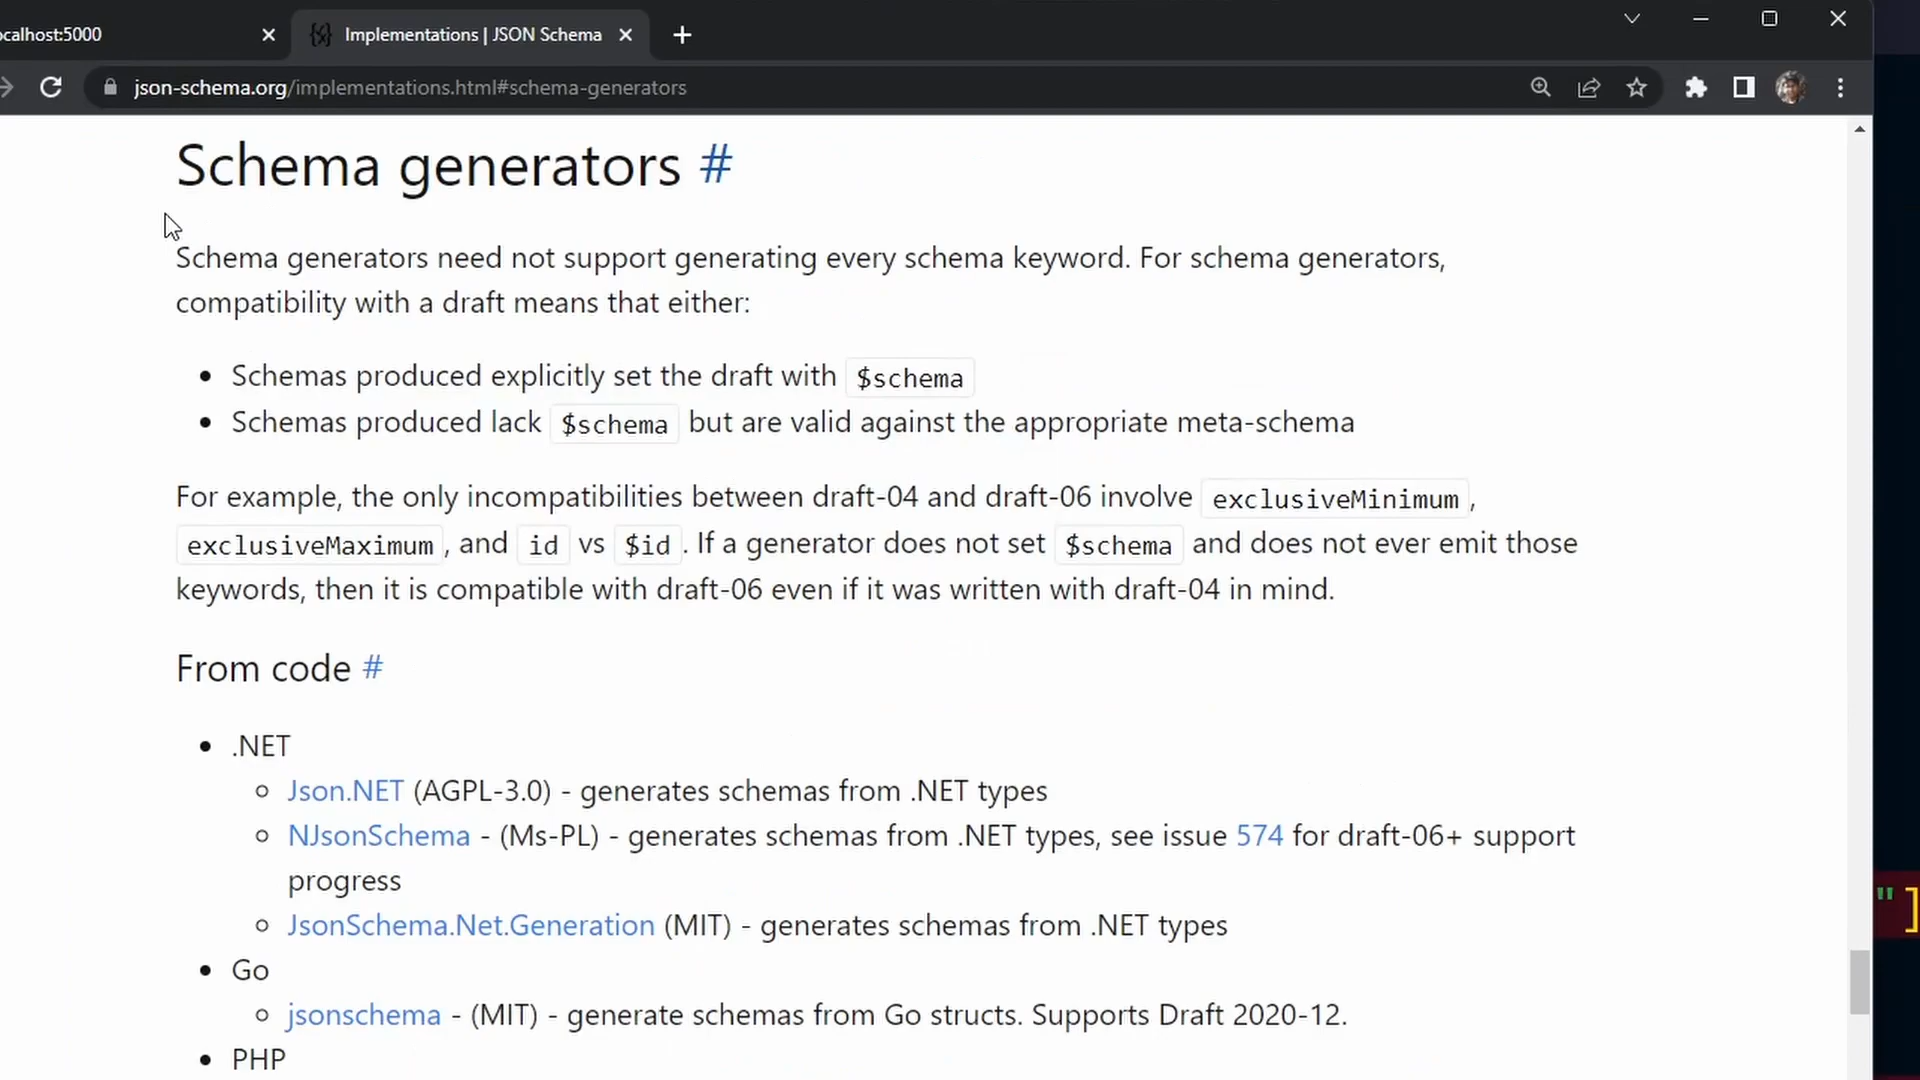 ocalhost:5000
Implementations | JSON Schema
json-schema.org/implementations.html#schema-generators
Schema generators #
Schema generators need not support generating every schema keyword. For schema generators,
compatibility with a draft means that either:
• Schemas produced explicitly set the draft with $schema
• Schemas produced lack $schema but are valid against the appropriate meta-schema
For example, the only incompatibilities between draft-04 and draft-06 involve exclusiveMinimum,
exclusiveMaximum, and id vs $id. If a generator does not set $schema and does not ever emit those
keywords, then it is compatible with draft-06 even if it was written with draft-04 in mind.
From code #
• .NET
○ Json.NET (AGPL-3.0) - generates schemas from .NET types
○ NJsonSchema - (Ms-PL) - generates schemas from .NET types, see issue 574 for draft-06+ support
progress
"]
○ JsonSchema.Net.Generation (MIT) - generates schemas from .NET types
• Go
○ jsonschema - (MIT) - generate schemas from Go structs. Supports Draft 2020-12.
• PHP